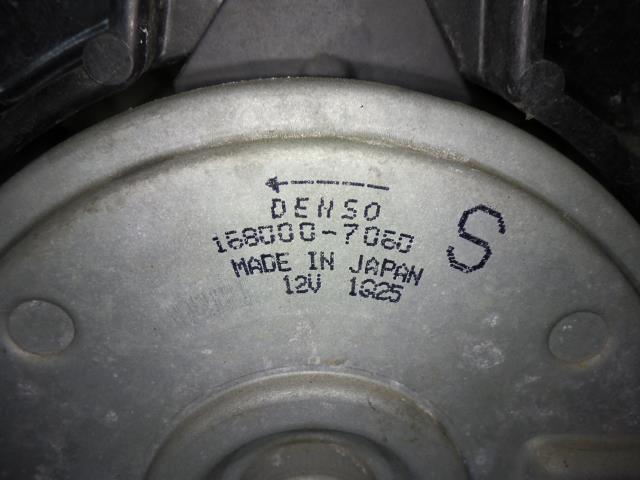 DENSO
168000-7060
MADE IN JAPAN
12V 1G25
S